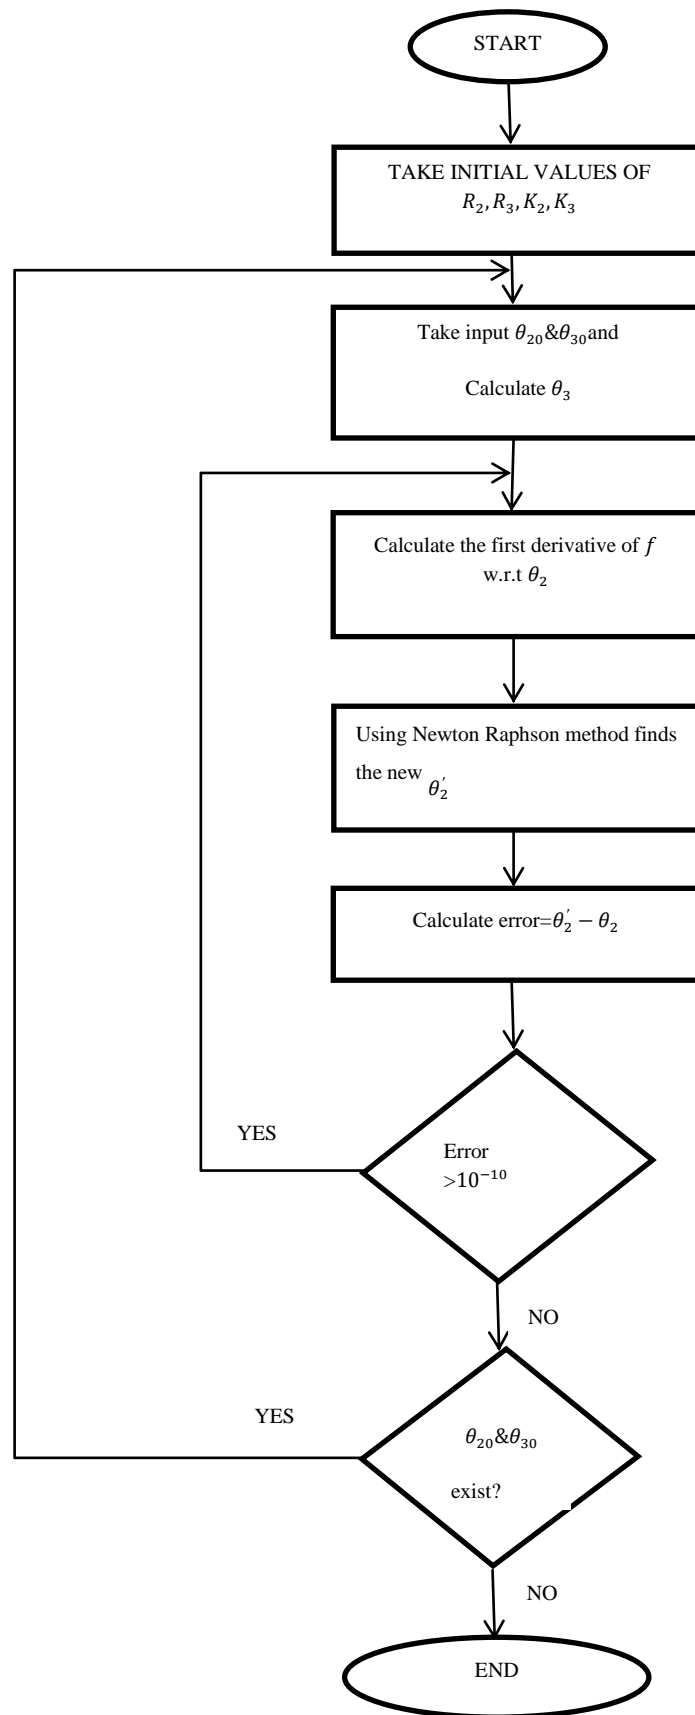 START
TAKE INITIAL VALUES OF
R₂, R₃, K₂, K₃
Take input θ₂₀&θ₃₀and
Calculate θ₃
Calculate the first derivative of f
w.r.t θ₂
Using Newton Raphson method finds
the new θ₂′
Calculate error=θ₂′ − θ₂
YES
Error
>10⁻¹⁰
NO
YES
θ₂₀&θ₃₀
exist?
NO
END